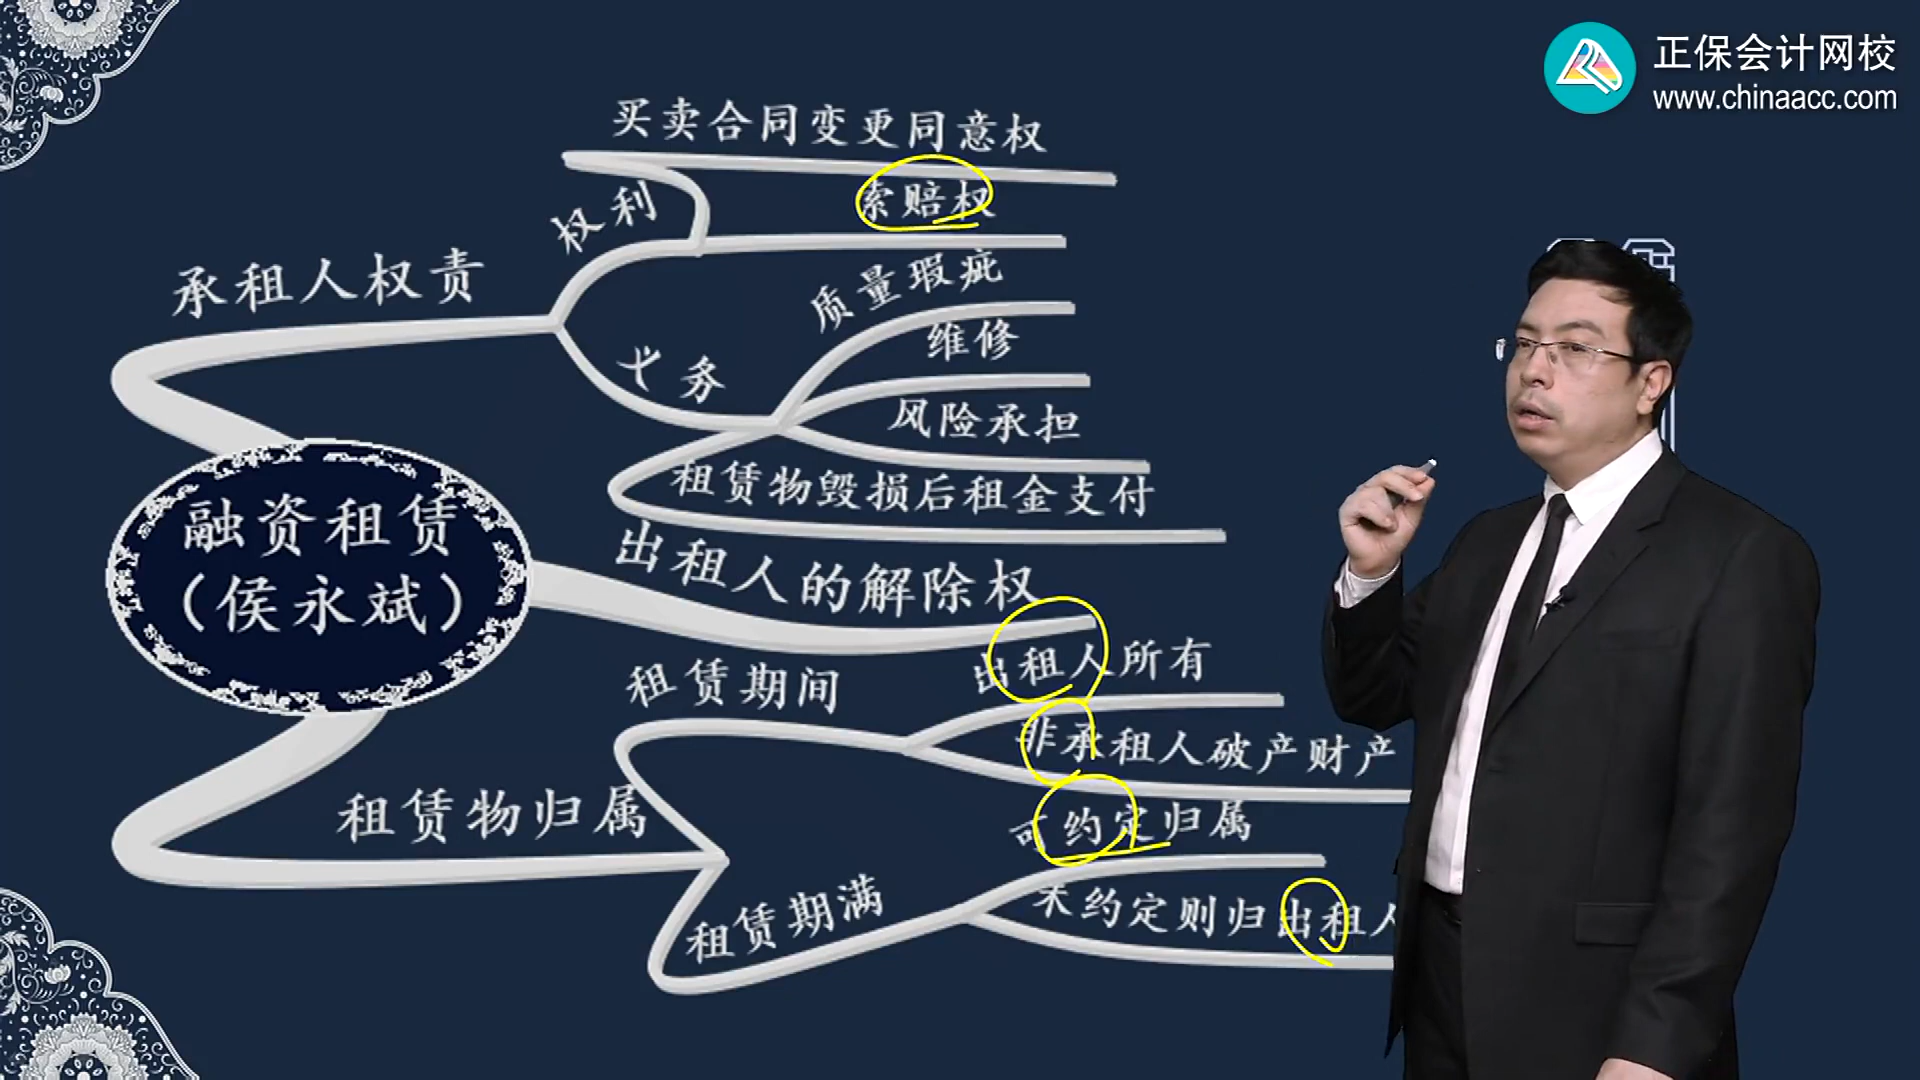 正保会计网校
www.chinaacc.com
买卖合同变更同意权
索赔权
权利
承租人权责
质量瑕疵
维修
义务
风险承担
租赁物毁损后租金支付
融资租赁
（侯永斌）
出租人的解除权
租赁期间
出租人所有
非承租人破产财产
租赁物归属
可约定归属
租赁期满
未约定则归出租人